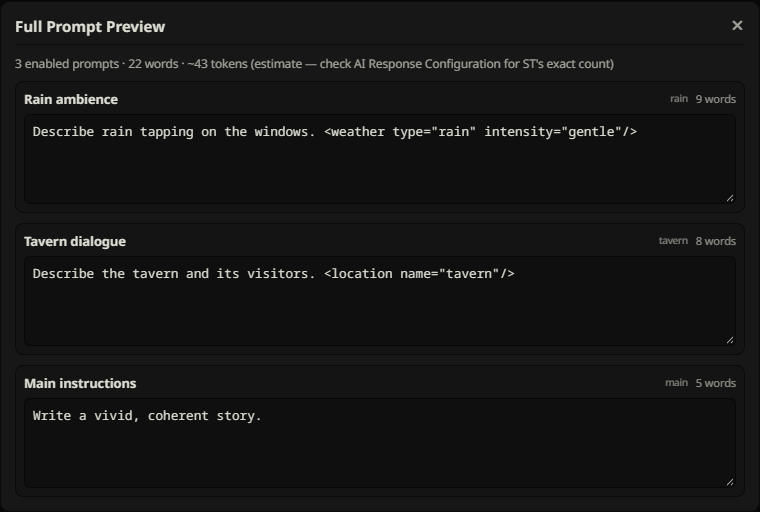 Full Prompt Preview ✕
3 enabled prompts · 22 words · ~43 tokens (estimate — check AI Response Configuration for ST's exact count)
Rain ambience rain 9 words
Describe rain tapping on the windows. <weather type="rain" intensity="gentle"/>
Tavern dialogue tavern 8 words
Describe the tavern and its visitors. <location name="tavern"/>
Main instructions main 5 words
Write a vivid, coherent story.